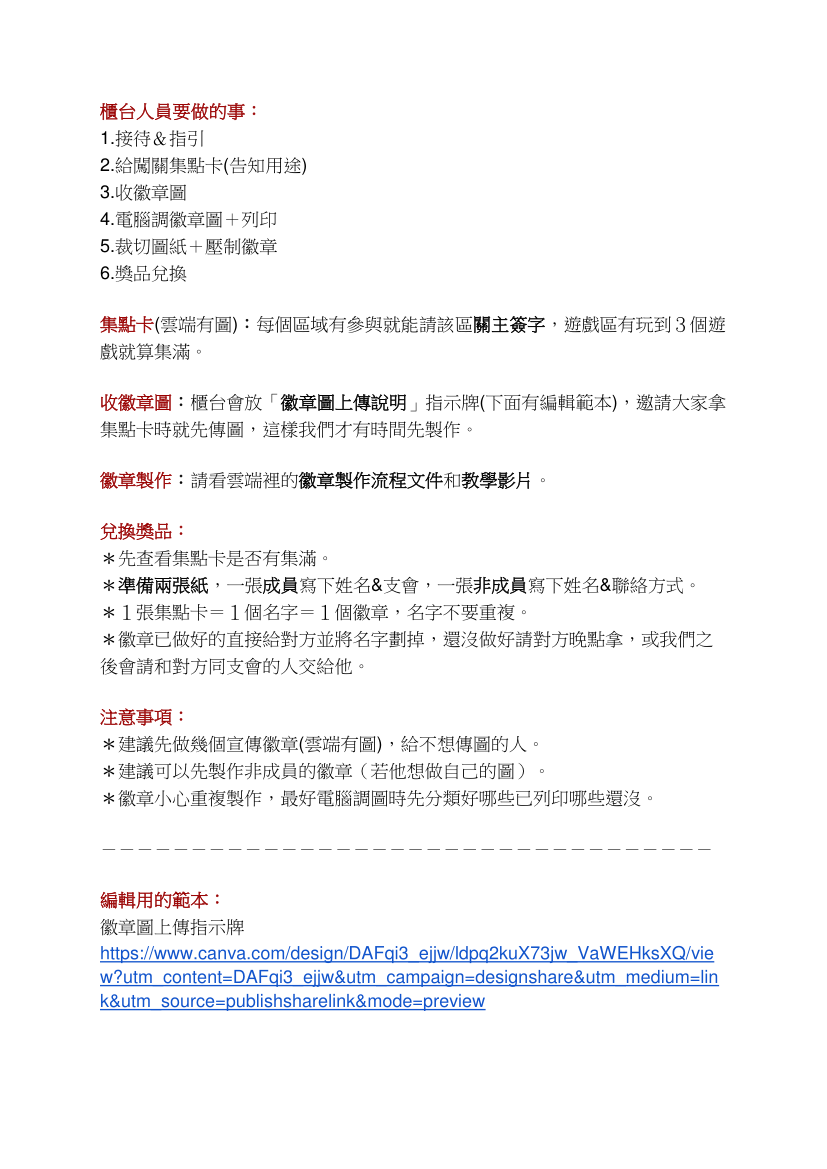 櫃台人員要做的事：
1.接待＆指引
2.給闖關集點卡(告知用途)
3.收徽章圖
4.電腦調徽章圖＋列印
5.裁切圖紙＋壓制徽章
6.獎品兌換
集點卡(雲端有圖)：每個區域有參與就能請該區關主簽字，遊戲區有玩到３個遊
戲就算集滿。
收徽章圖：櫃台會放「徽章圖上傳說明」指示牌(下面有編輯範本)，邀請大家拿
集點卡時就先傳圖，這樣我們才有時間先製作。
徽章製作：請看雲端裡的徽章製作流程文件和教學影片。
兌換獎品：
＊先查看集點卡是否有集滿。
＊準備兩張紙，一張成員寫下姓名&支會，一張非成員寫下姓名&聯絡方式。
＊１張集點卡＝１個名字＝１個徽章，名字不要重複。
＊徽章已做好的直接給對方並將名字劃掉，還沒做好請對方晚點拿，或我們之
後會請和對方同支會的人交給他。
注意事項：
＊建議先做幾個宣傳徽章(雲端有圖)，給不想傳圖的人。
＊建議可以先製作非成員的徽章（若他想做自己的圖）。
＊徽章小心重複製作，最好電腦調圖時先分類好哪些已列印哪些還沒。
－－－－－－－－－－－－－－－－－－－－－－－－－－－－－－－－－－
編輯用的範本：
徽章圖上傳指示牌
https://www.canva.com/design/DAFqi3_ejjw/ldpq2kuX73jw_VaWEHksXQ/vie
w?utm_content=DAFqi3_ejjw&utm_campaign=designshare&utm_medium=lin
k&utm_source=publishsharelink&mode=preview